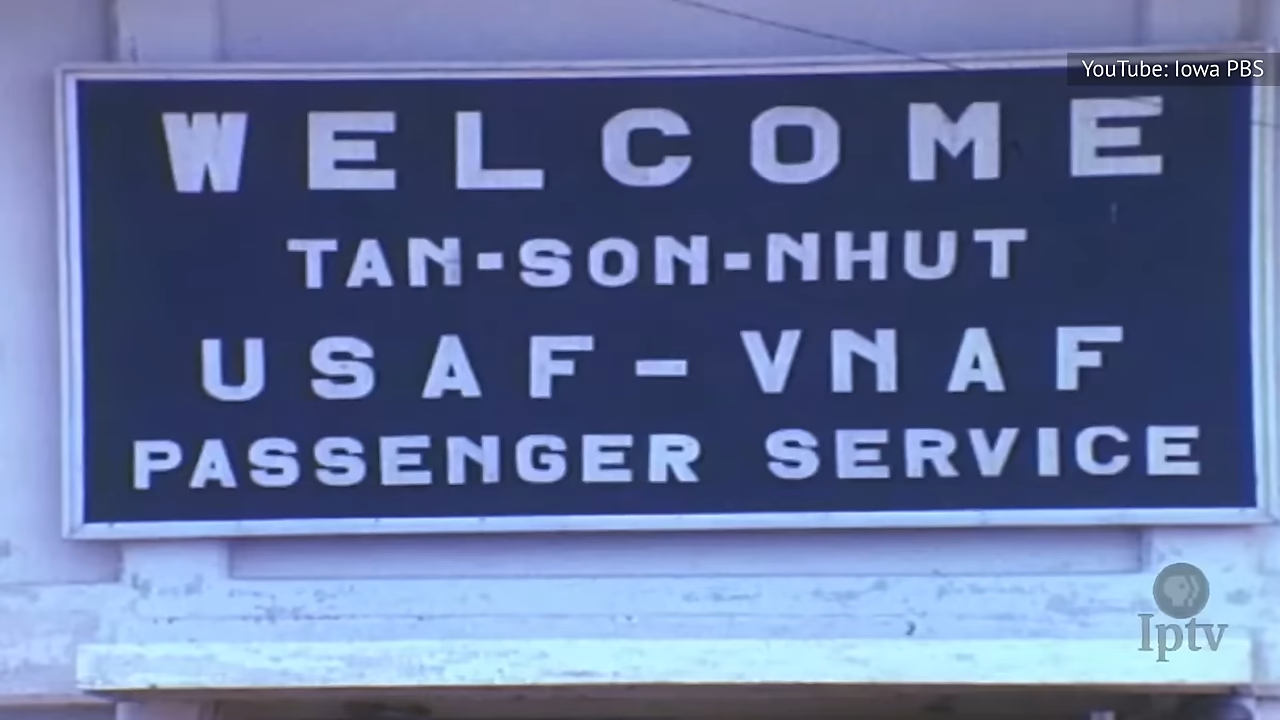 YouTube: Iowa PBS
WELCOME
TAN-SON-NHUT
USAF-VNAF
PASSENGER SERVICE
Iptv